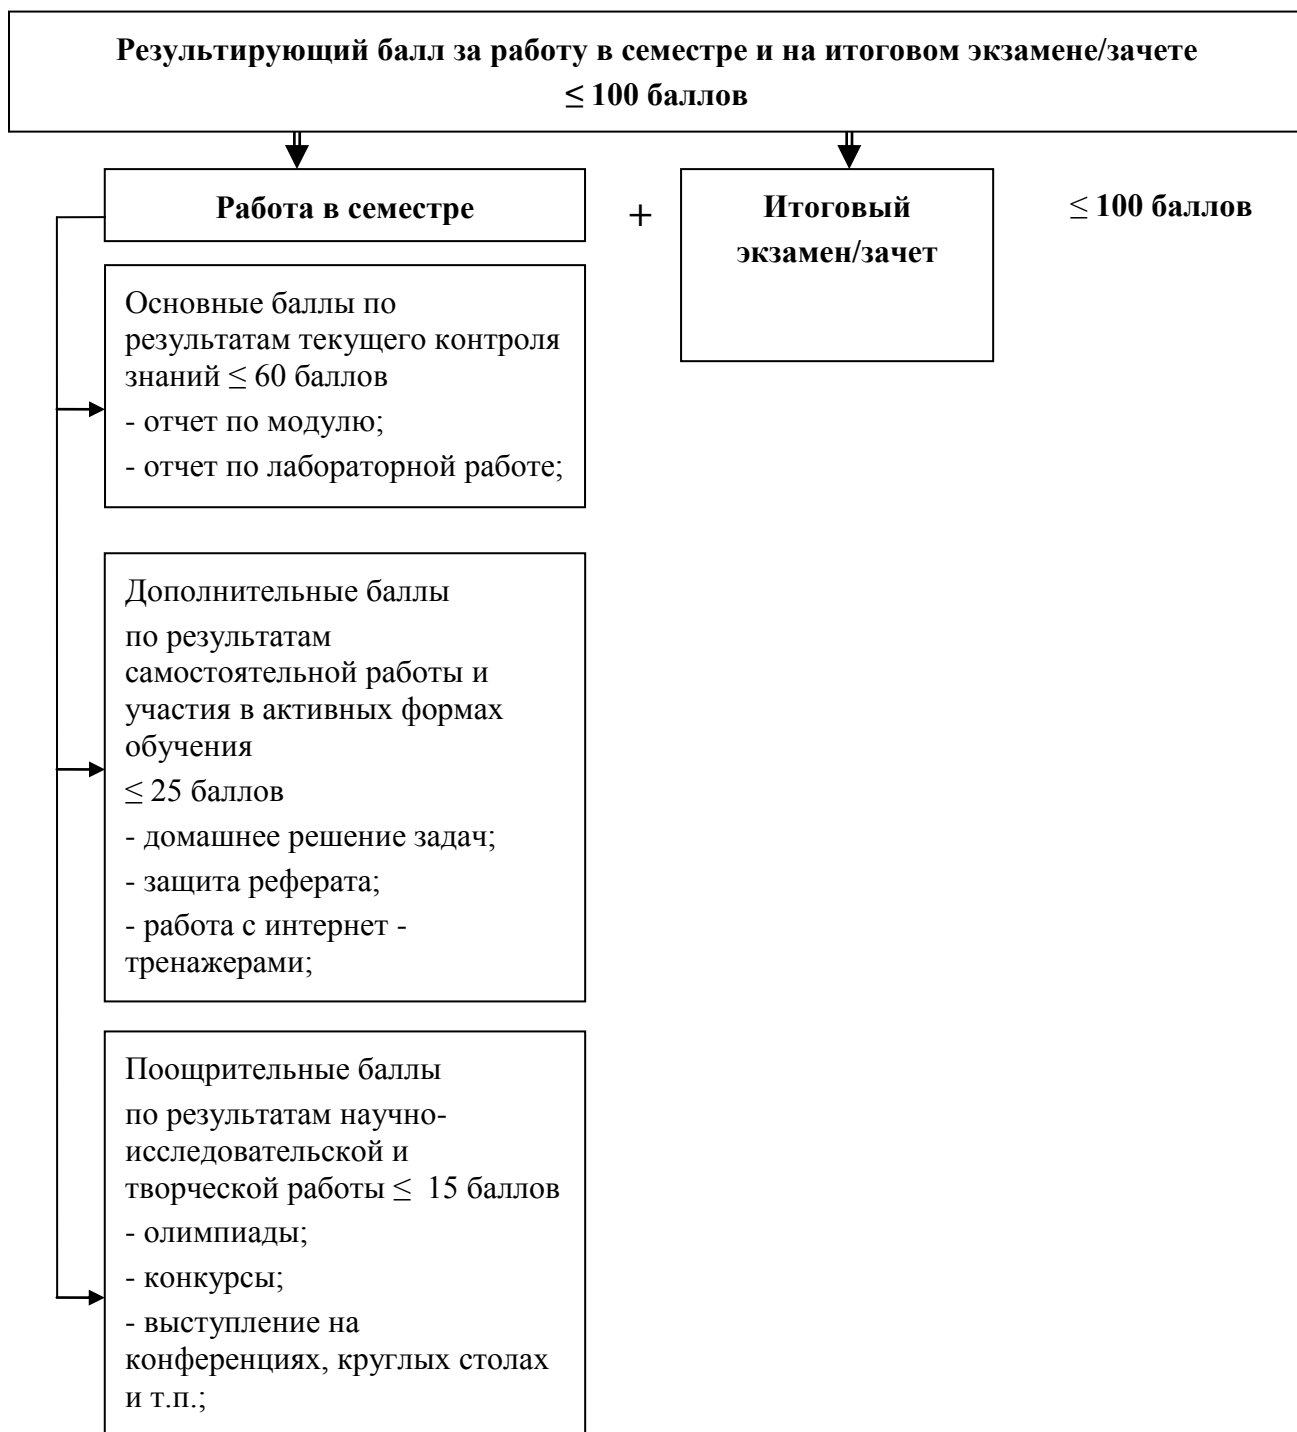 Результирующий балл за работу в семестре и на итоговом экзамене/зачете
≤ 100 баллов
Работа в семестре
+
Итоговый
экзамен/зачет
≤ 100 баллов
Основные баллы по
результатам текущего контроля
знаний ≤ 60 баллов
- отчет по модулю;
- отчет по лабораторной работе;
Дополнительные баллы
по результатам
самостоятельной работы и
участия в активных формах
обучения
≤ 25 баллов
- домашнее решение задач;
- защита реферата;
- работа с интернет -
тренажерами;
Поощрительные баллы
по результатам научно-
исследовательской и
творческой работы ≤ 15 баллов
- олимпиады;
- конкурсы;
- выступление на
конференциях, круглых столах
и т.п.;